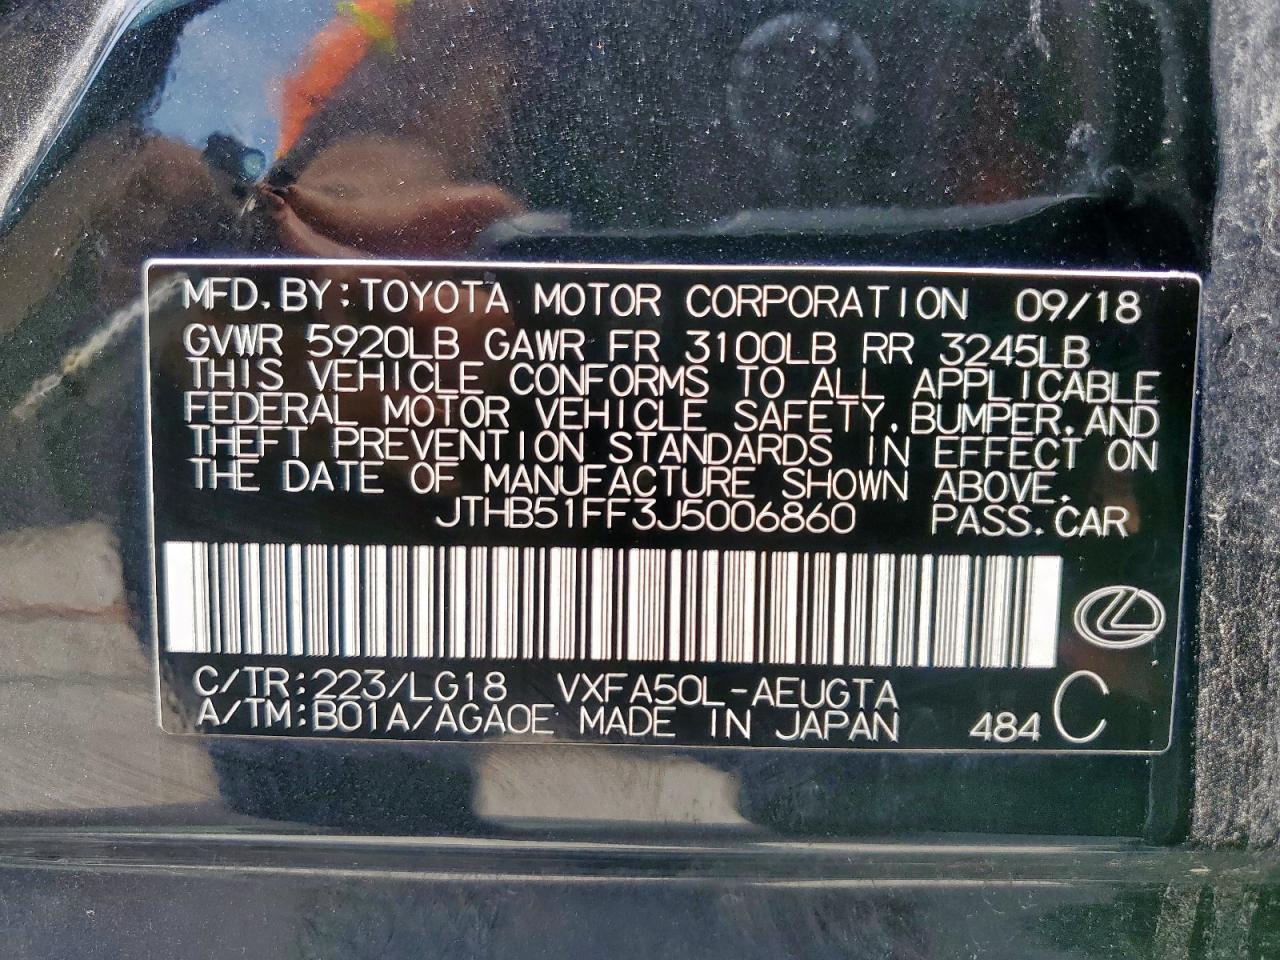 MFD.BY:TOYOTA MOTOR CORPORATION 09/18
GVWR 5920LB GAWR FR 3100LB RR 3245LB
THIS VEHICLE CONFORMS TO ALL APPLICABLE
FEDERAL MOTOR VEHICLE SAFETY,BUMPER,AND
THEFT PREVENTION STANDARDS IN EFFECT ON
THE DATE OF MANUFACTURE SHOWN ABOVE.
JTHB51FF3J5006860 PASS.CAR
C/TR:223/LG18 VXFA50L-AEUGTA
A/TM:B01A/AGA0E MADE IN JAPAN 484 C